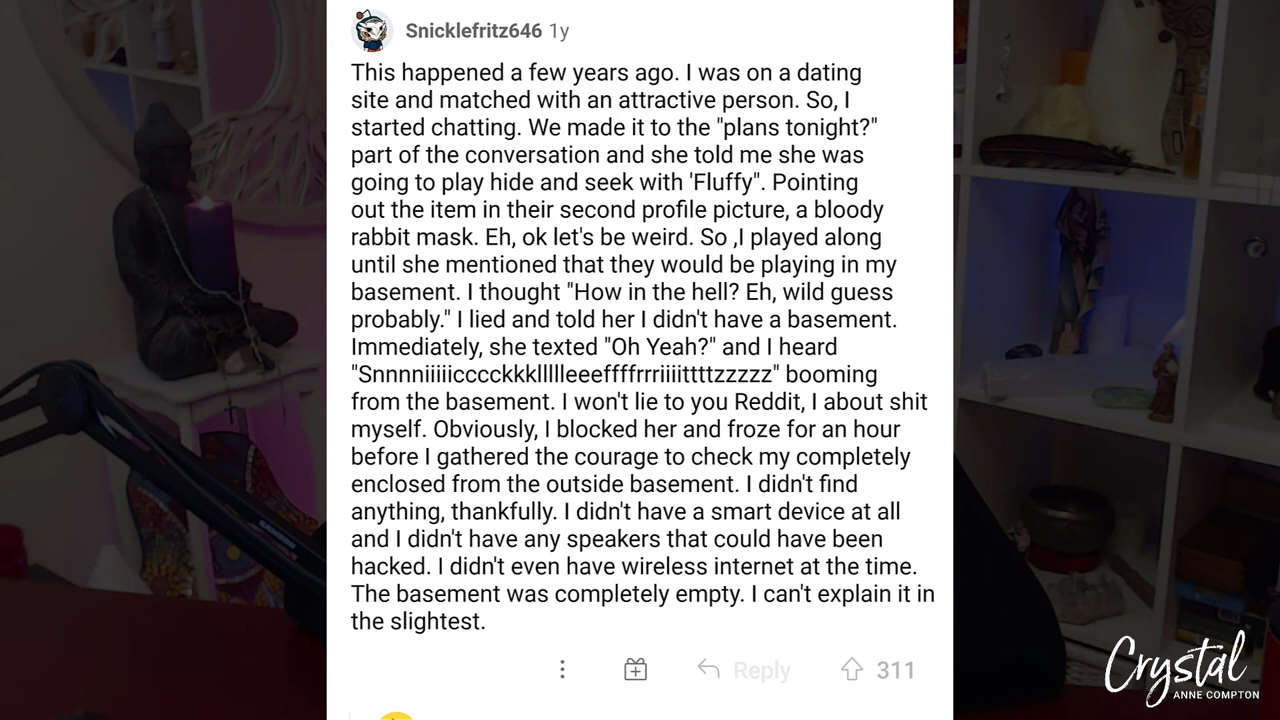 Snicklefritz646 1y
This happened a few years ago. I was on a dating
site and matched with an attractive person. So, I
started chatting. We made it to the "plans tonight?"
part of the conversation and she told me she was
going to play hide and seek with 'Fluffy". Pointing
out the item in their second profile picture, a bloody
rabbit mask. Eh, ok let's be weird. So ,I played along
until she mentioned that they would be playing in my
basement. I thought "How in the hell? Eh, wild guess
probably." I lied and told her I didn't have a basement.
Immediately, she texted "Oh Yeah?" and I heard
"Snnnniiiiiicccckkkllllleeeffffrrriiiittttzzzzz" booming
from the basement. I won't lie to you Reddit, I about shit
myself. Obviously, I blocked her and froze for an hour
before I gathered the courage to check my completely
enclosed from the outside basement. I didn't find
anything, thankfully. I didn't have a smart device at all
and I didn't have any speakers that could have been
hacked. I didn't even have wireless internet at the time.
The basement was completely empty. I can't explain it in
the slightest.
Reply 311
Crystal
ANNE COMPTON